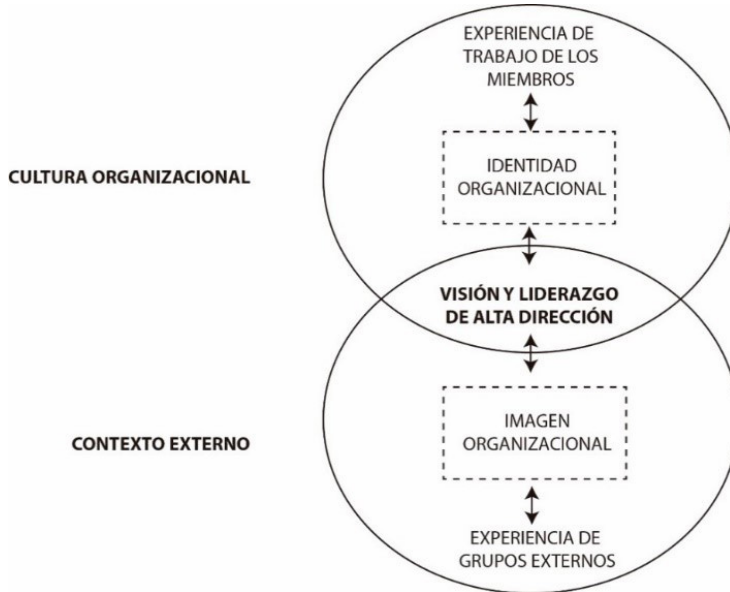 EXPERIENCIA DE
TRABAJO DE LOS
MIEMBROS
CULTURA ORGANIZACIONAL
IDENTIDAD
ORGANIZACIONAL
VISIÓN Y LIDERAZGO
DE ALTA DIRECCIÓN
IMAGEN
ORGANIZACIONAL
CONTEXTO EXTERNO
EXPERIENCIA DE
GRUPOS EXTERNOS